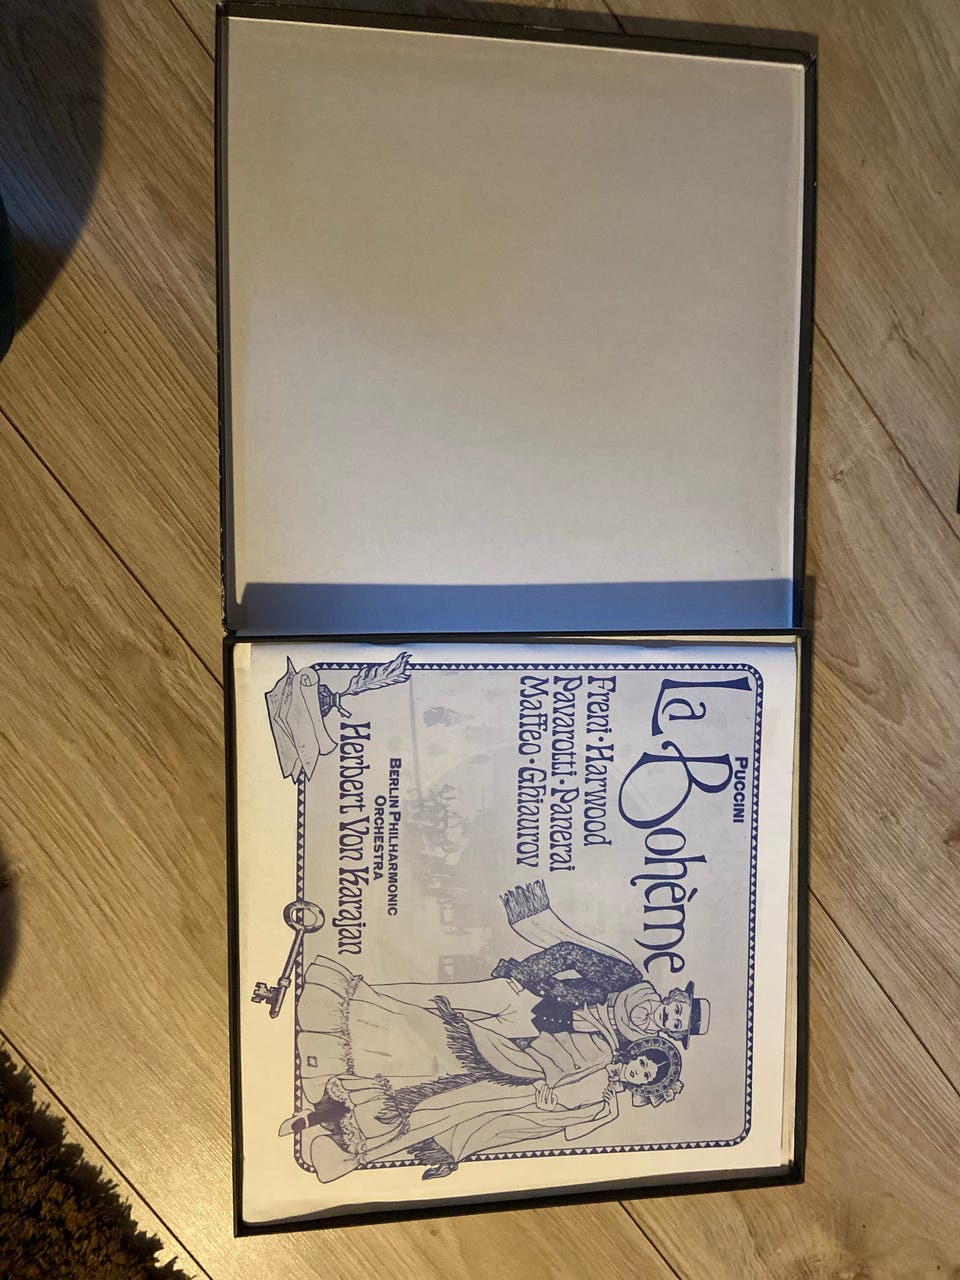 PUCCINI
La Bohème
Freni · Harwood
Pavarotti · Panerai
Maffeo · Ghiaurov
BERLIN PHILHARMONIC
ORCHESTRA
Herbert Von Karajan